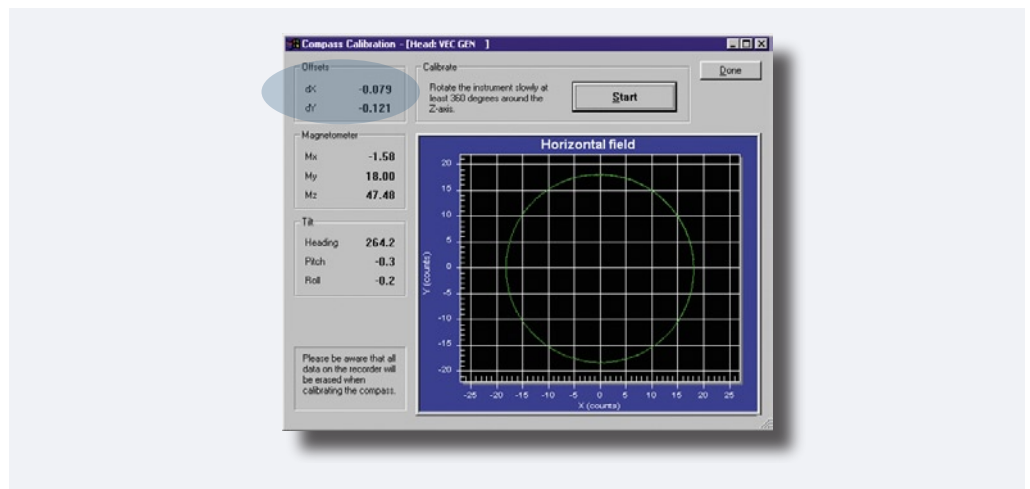 Compass Calibration - [Head: VEC GEN ]
Offsets
dX -0.079
dY -0.121
Calibrate
Rotate the instrument slowly at
least 360 degrees around the
Z-axis.
Start
Done
Magnetometer
Mx -1.58
My 18.00
Mz 47.48
Tilt
Heading 264.2
Pitch -0.3
Roll -0.2
Please be aware that all
data on the recorder will
be erased when
calibrating the compass.
Horizontal field
Y (counts)
20
15
10
5
0
-5
-10
-15
-20
-25 -20 -15 -10 -5 0 5 10 15 20 25
X (counts)